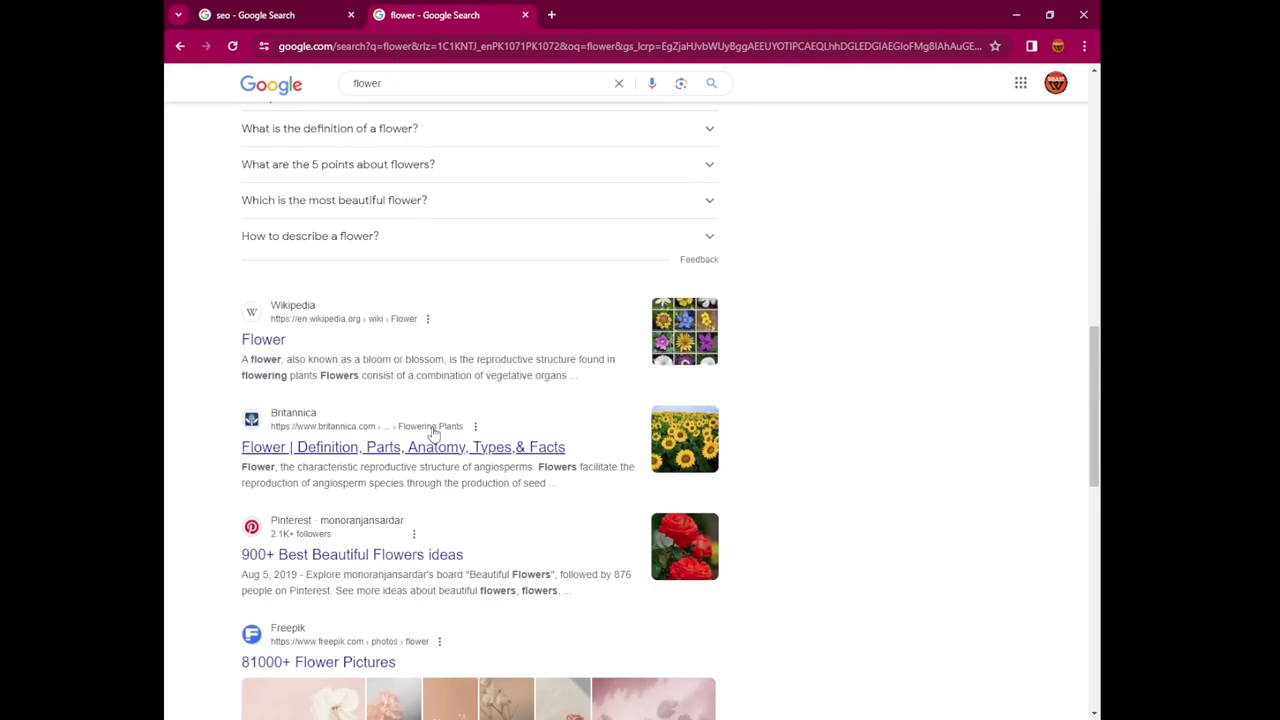 seo - Google Search
flower - Google Search
google.com/search?q=flower&rlz=1C1KNTJ_enPK1071PK1072&oq=flower&gs_lcrp=EgZjaHJvbWUyBggAEEUYOTIPCAEQLhhDGLEDGIAEGIoFMg8IAhAuGE...
Google
flower
What is the definition of a flower?
What are the 5 points about flowers?
Which is the most beautiful flower?
How to describe a flower?
Feedback
Wikipedia
https://en.wikipedia.org › wiki › Flower
Flower
A flower, also known as a bloom or blossom, is the reproductive structure found in
flowering plants Flowers consist of a combination of vegetative organs ...
Britannica
https://www.britannica.com › ... › Flowering Plants
Flower | Definition, Parts, Anatomy, Types,& Facts
Flower, the characteristic reproductive structure of angiosperms. Flowers facilitate the
reproduction of angiosperm species through the production of seed ...
Pinterest · monoranjansardar
2.1K+ followers
900+ Best Beautiful Flowers ideas
Aug 5, 2019 - Explore monoranjansardar's board "Beautiful Flowers", followed by 876
people on Pinterest. See more ideas about beautiful flowers, flowers, ...
Freepik
https://www.freepik.com › photos › flower
81000+ Flower Pictures